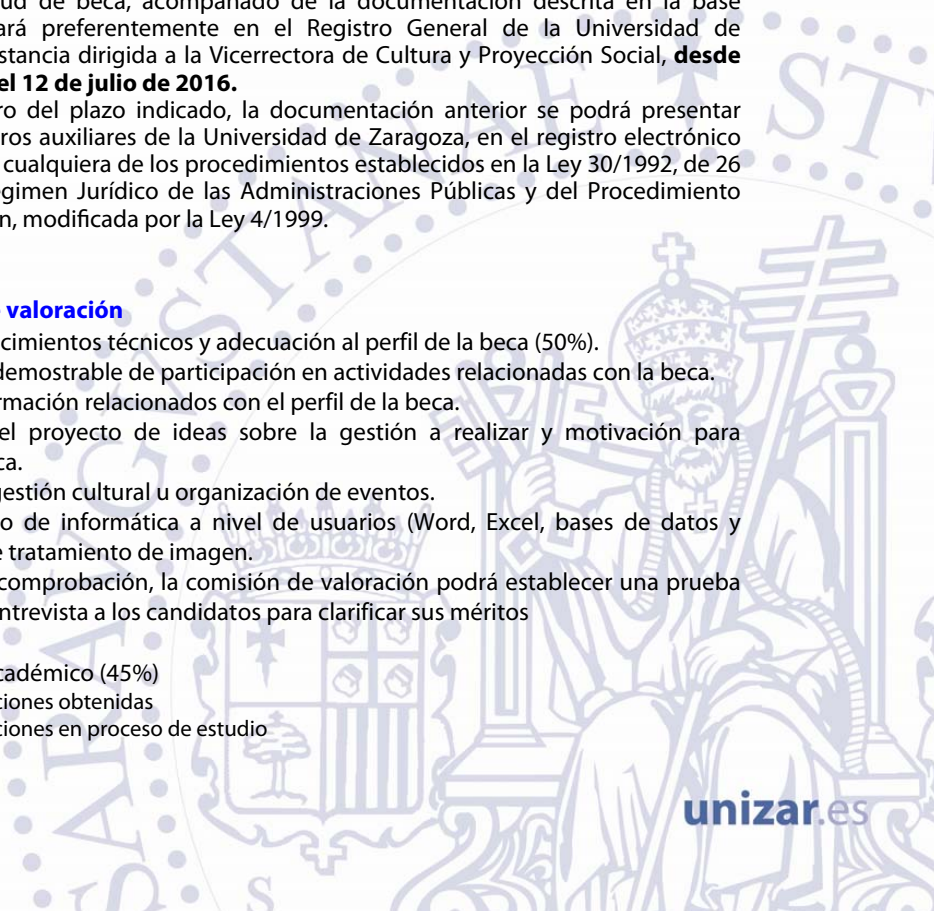 ud de beca, acompañado de la documentación descrita en la base
ará preferentemente en el Registro General de la Universidad de
stancia dirigida a la Vicerrectora de Cultura y Proyección Social, desde
el 12 de julio de 2016.
ro del plazo indicado, la documentación anterior se podrá presentar
ros auxiliares de la Universidad de Zaragoza, en el registro electrónico
cualquiera de los procedimientos establecidos en la Ley 30/1992, de 26
égimen Jurídico de las Administraciones Públicas y del Procedimiento
n, modificada por la Ley 4/1999.
valoración
cimientos técnicos y adecuación al perfil de la beca (50%).
demostrable de participación en actividades relacionadas con la beca.
rmación relacionados con el perfil de la beca.
el proyecto de ideas sobre la gestión a realizar y motivación para
ca.
gestión cultural u organización de eventos.
o de informática a nivel de usuarios (Word, Excel, bases de datos y
e tratamiento de imagen.
comprobación, la comisión de valoración podrá establecer una prueba
entrevista a los candidatos para clarificar sus méritos
cadémico (45%)
ciones obtenidas
ciones en proceso de estudio
unizar.es